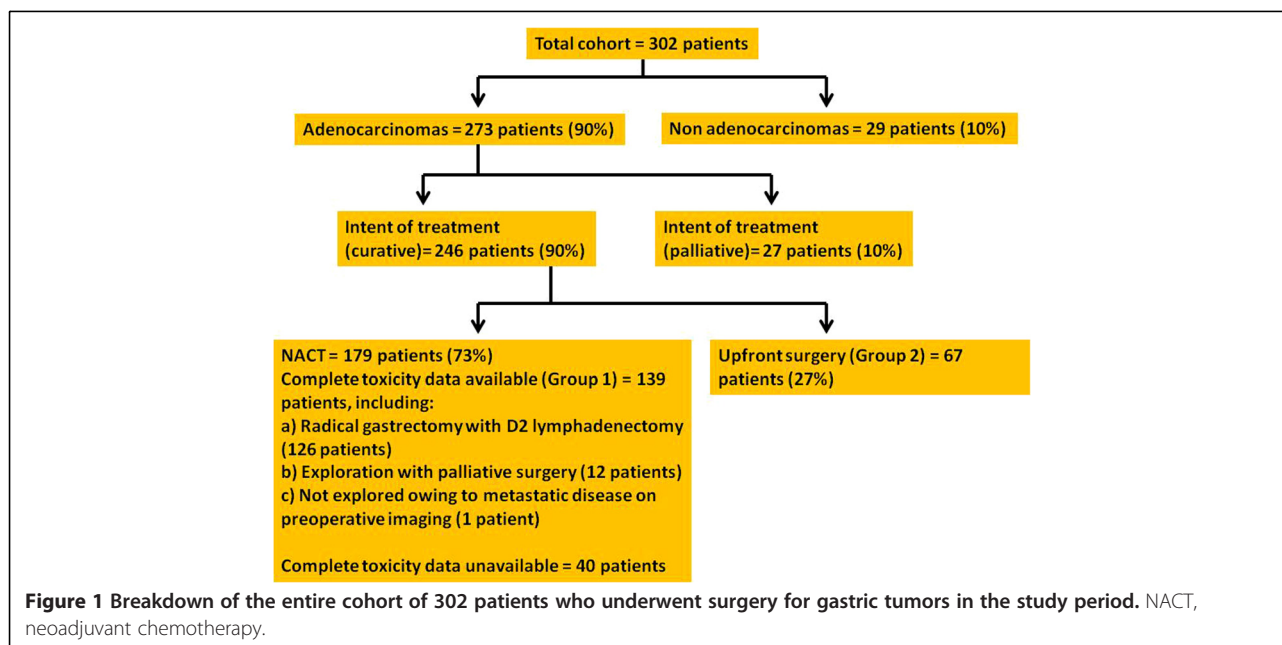 Total cohort = 302 patients
Adenocarcinomas = 273 patients (90%)
Non adenocarcinomas = 29 patients (10%)
Intent of treatment
(curative)= 246 patients (90%)
Intent of treatment
(palliative)= 27 patients (10%)
NACT = 179 patients (73%)
Complete toxicity data available (Group 1) = 139
patients, including:
a) Radical gastrectomy with D2 lymphadenectomy
(126 patients)
b) Exploration with palliative surgery (12 patients)
c) Not explored owing to metastatic disease on
preoperative imaging (1 patient)
Complete toxicity data unavailable = 40 patients
Upfront surgery (Group 2) = 67
patients (27%)
Figure 1 Breakdown of the entire cohort of 302 patients who underwent surgery for gastric tumors in the study period. NACT,
neoadjuvant chemotherapy.